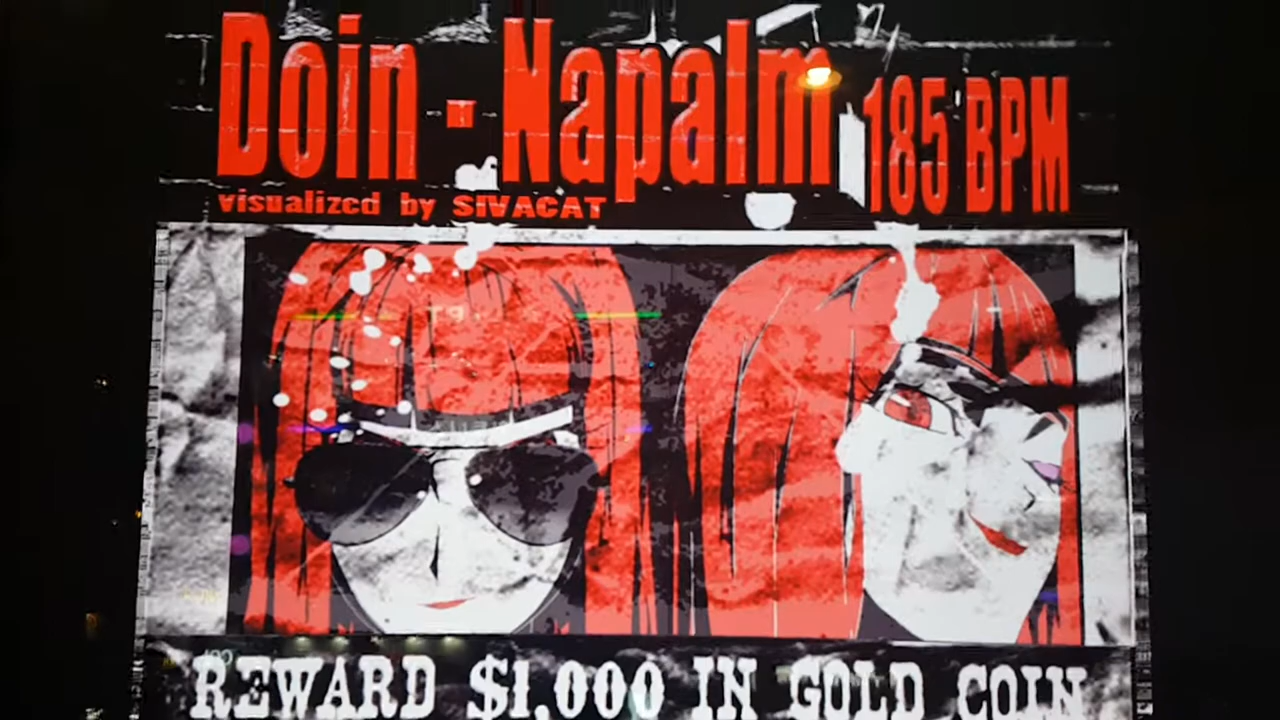 Doin - Napalm 185 BPM
visualized by SIVACAT
REWARD $1,000 IN GOLD COIN